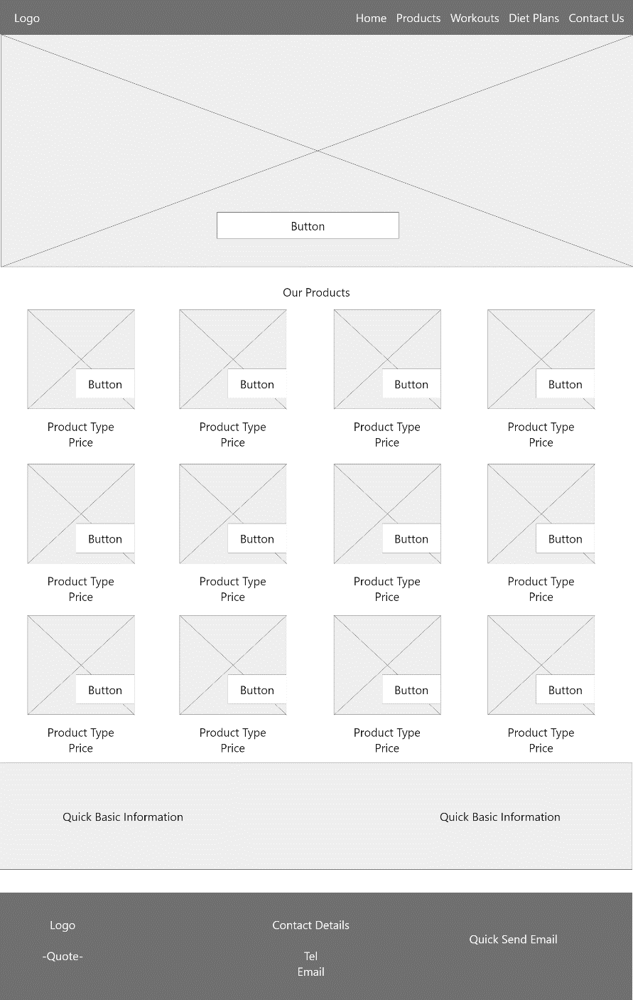 Logo
Home Products Workouts Diet Plans Contact Us
Button
Our Products
Button Button Button Button
Product Type Product Type Product Type Product Type
Price Price Price Price
Button Button Button Button
Product Type Product Type Product Type Product Type
Price Price Price Price
Button Button Button Button
Product Type Product Type Product Type Product Type
Price Price Price Price
Quick Basic Information Quick Basic Information
Logo
-Quote-
Contact Details
Tel
Email
Quick Send Email